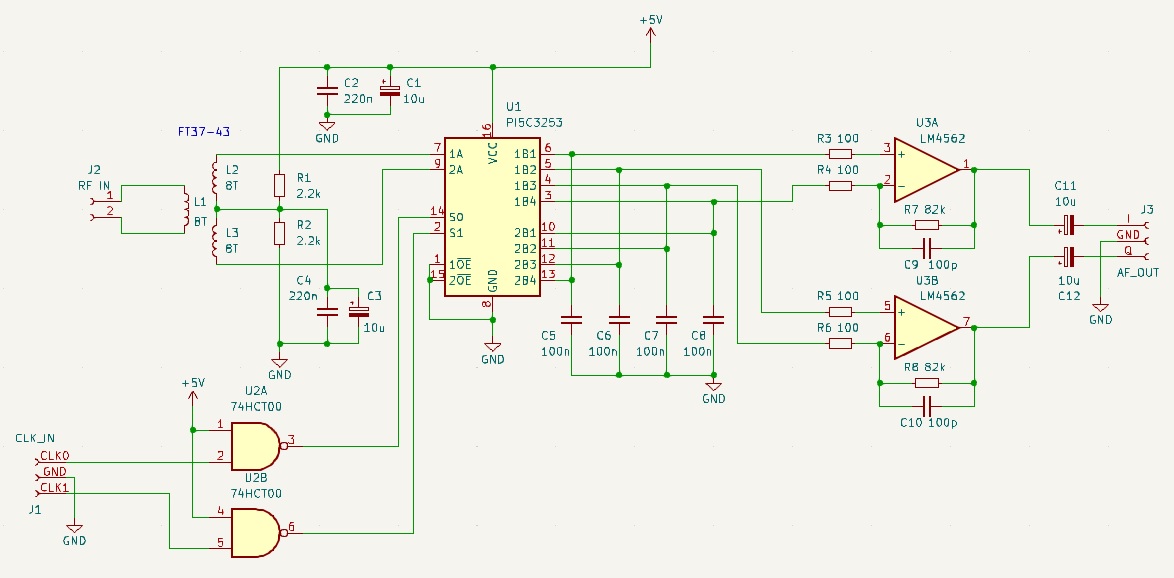 +5V
C2
220n
C1
10u
GND
FT37-43
J2
RF IN
1
2
L1
8T
L2
8T
L3
8T
R1
2.2k
R2
2.2k
C4
220n
C3
10u
GND
U1
PI5C3253
16
VCC
7 1A
9 2A
14 S0
2 S1
1 1OE
15 2OE
GND
8
GND
1B1 6
1B2 5
1B3 4
1B4 3
2B1 10
2B2 11
2B3 12
2B4 13
C5
100n
C6
100n
C7
100n
C8
100n
GND
R3 100
R4 100
U3A
LM4562
3 +
2 -
1
R7 82k
C9 100p
R5 100
R6 100
U3B
LM4562
5 +
6 -
7
R8 82k
C10 100p
C11
10u
10u
C12
J3
I
GND
Q
AF_OUT
GND
+5V
U2A
74HCT00
1
2
3
U2B
74HCT00
4
5
6
CLK_IN
CLK0
GND
CLK1
J1
GND